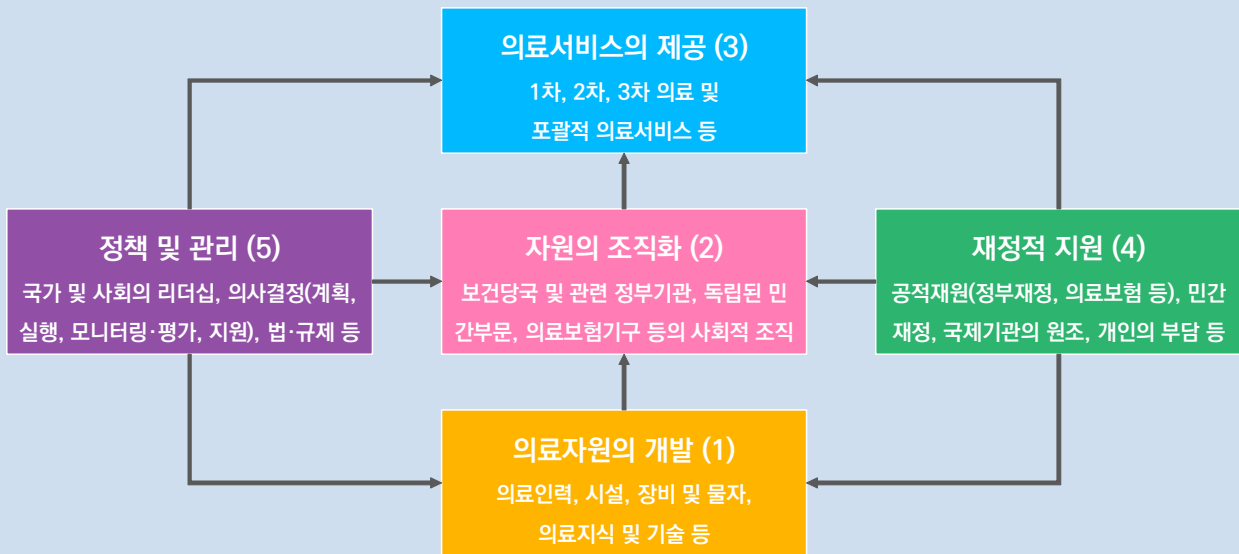 의료서비스의 제공 (3)
1차, 2차, 3차 의료 및
포괄적 의료서비스 등
정책 및 관리 (5)
국가 및 사회의 리더십, 의사결정(계획,
실행, 모니터링·평가, 지원), 법·규제 등
자원의 조직화 (2)
보건당국 및 관련 정부기관, 독립된 민
간부문, 의료보험기구 등의 사회적 조직
재정적 지원 (4)
공적재원(정부재정, 의료보험 등), 민간
재정, 국제기관의 원조, 개인의 부담 등
의료자원의 개발 (1)
의료인력, 시설, 장비 및 물자,
의료지식 및 기술 등